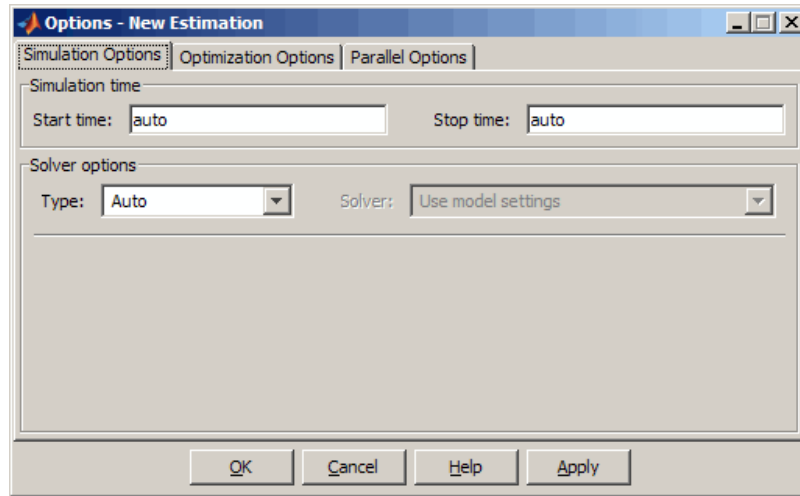 Options - New Estimation
Simulation Options Optimization Options Parallel Options
Simulation time
Start time: auto Stop time: auto
Solver options
Type: Auto Solver: Use model settings
OK Cancel Help Apply